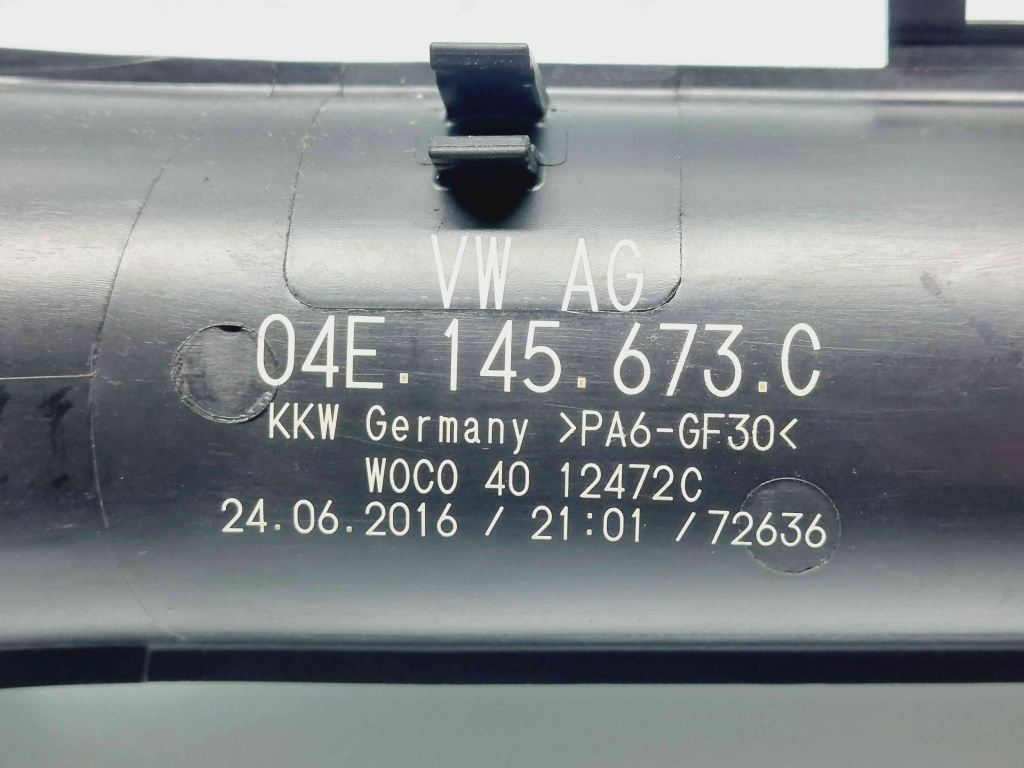 VW AG
04E.145.673.C
KKW Germany >PA6-GF30<
WOCO 40 12472C
24.06.2016 / 21:01 /72636